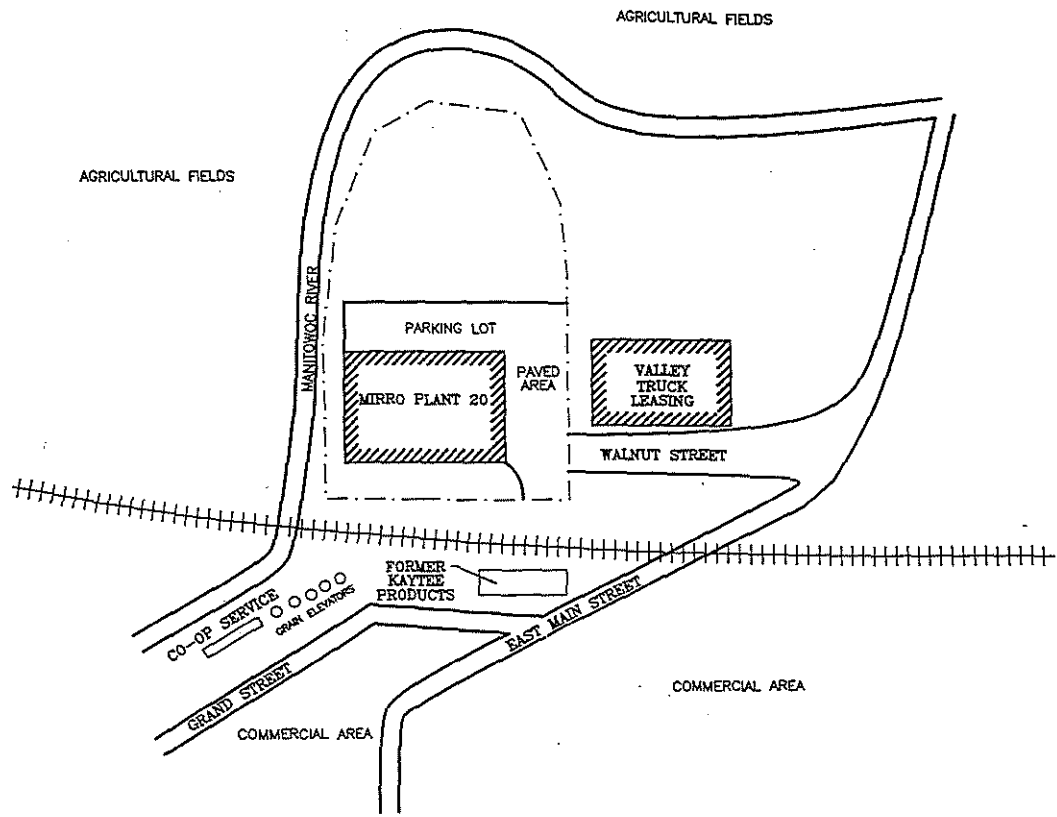 AGRICULTURAL FIELDS
AGRICULTURAL FIELDS
MANITOWOC RIVER
PARKING LOT
PAVED
AREA
MIRRO PLANT 20
VALLEY
TRUCK
LEASING
WALNUT STREET
FORMER
KAYTEE
PRODUCTS
CO-OP SERVICE
GRAIN ELEVATORS
EAST MAIN STREET
GRAND STREET
COMMERCIAL AREA
COMMERCIAL AREA